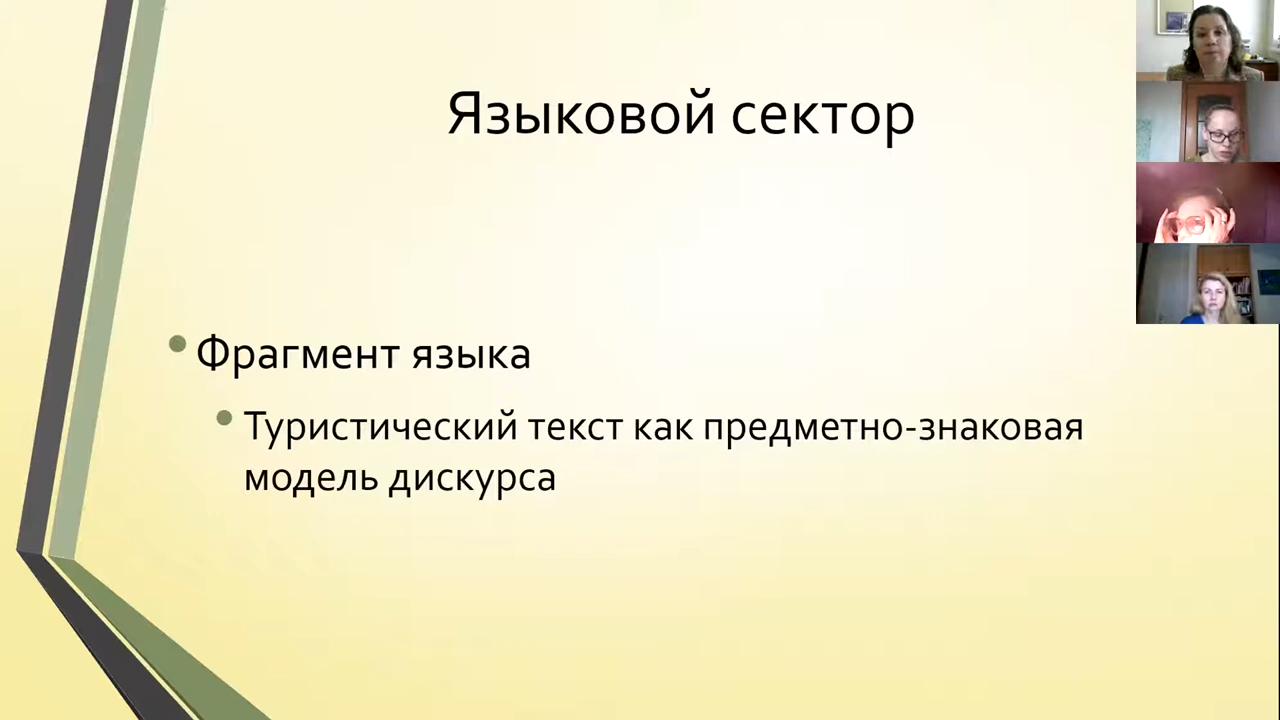 Языковой сектор
Фрагмент языка
Туристический текст как предметно-знаковая
модель дискурса